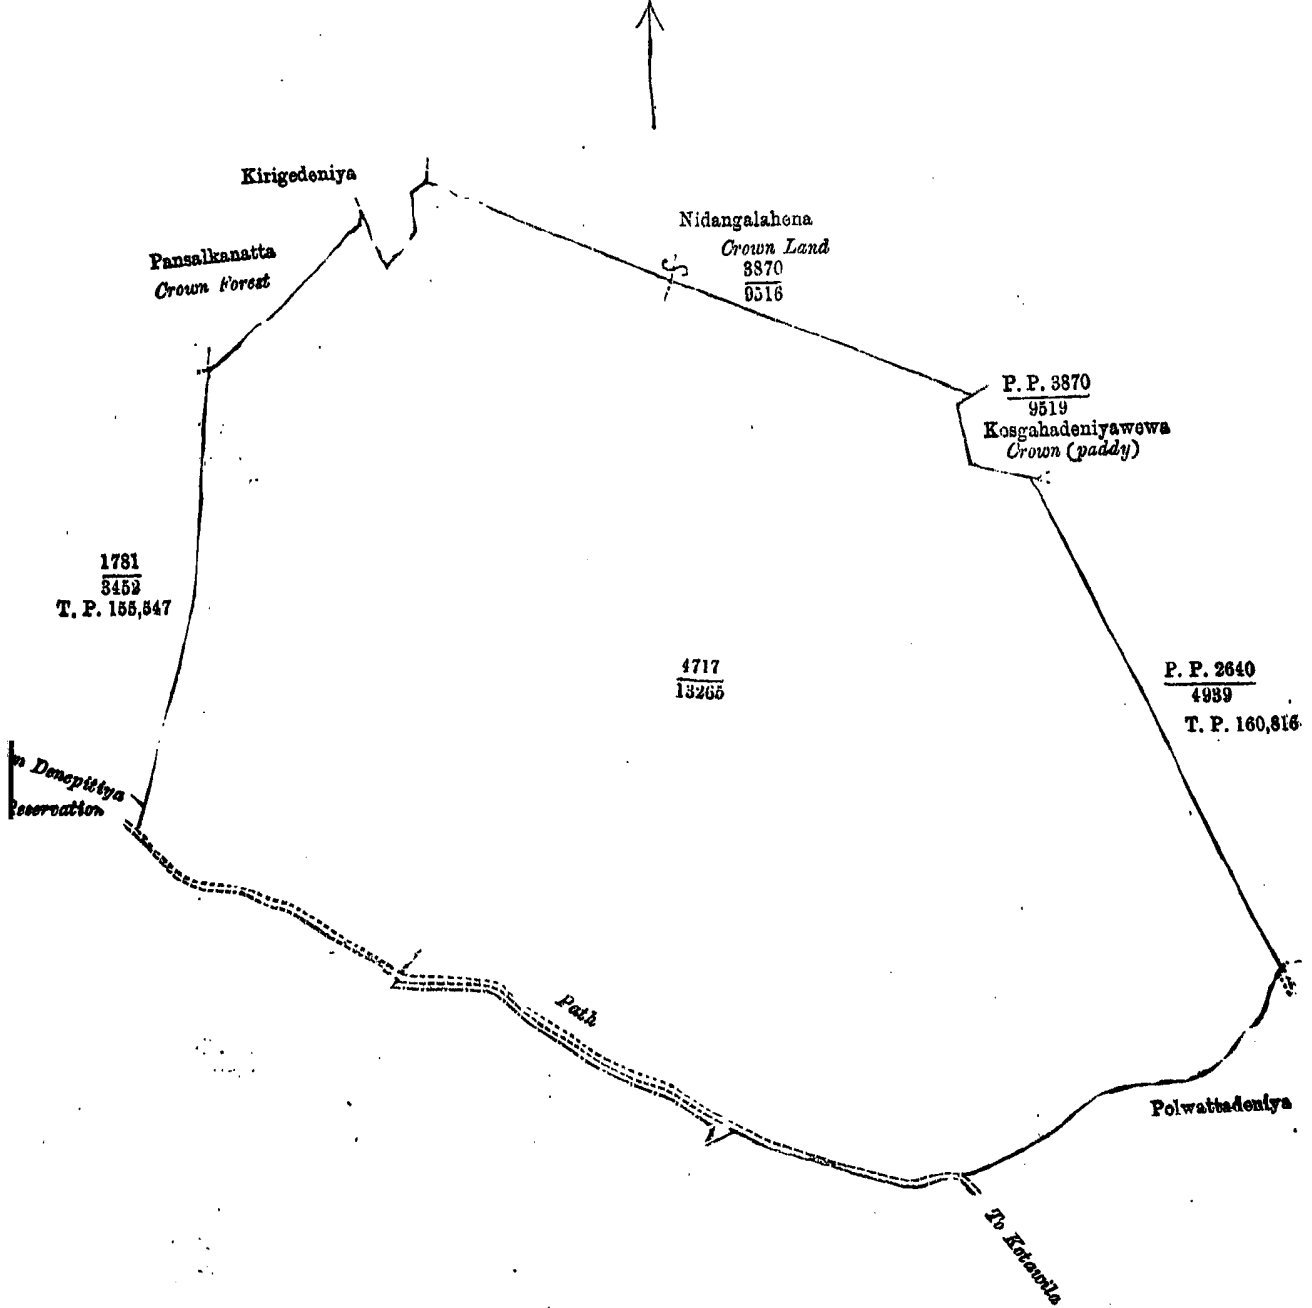 Kirigedeniya
Pansalkanatta
Crown Forest
Nidangalahena
Crown Land
3870
9516
P. P. 3870
9519
Kosgahadeniyawewa
Crown (paddy)
1781
3452
T. P. 155,547
4717
13265
P. P. 2640
4939
T. P. 160,816
Denepitiya
Reservation
Path
Polwattadeniya
To Kotawila